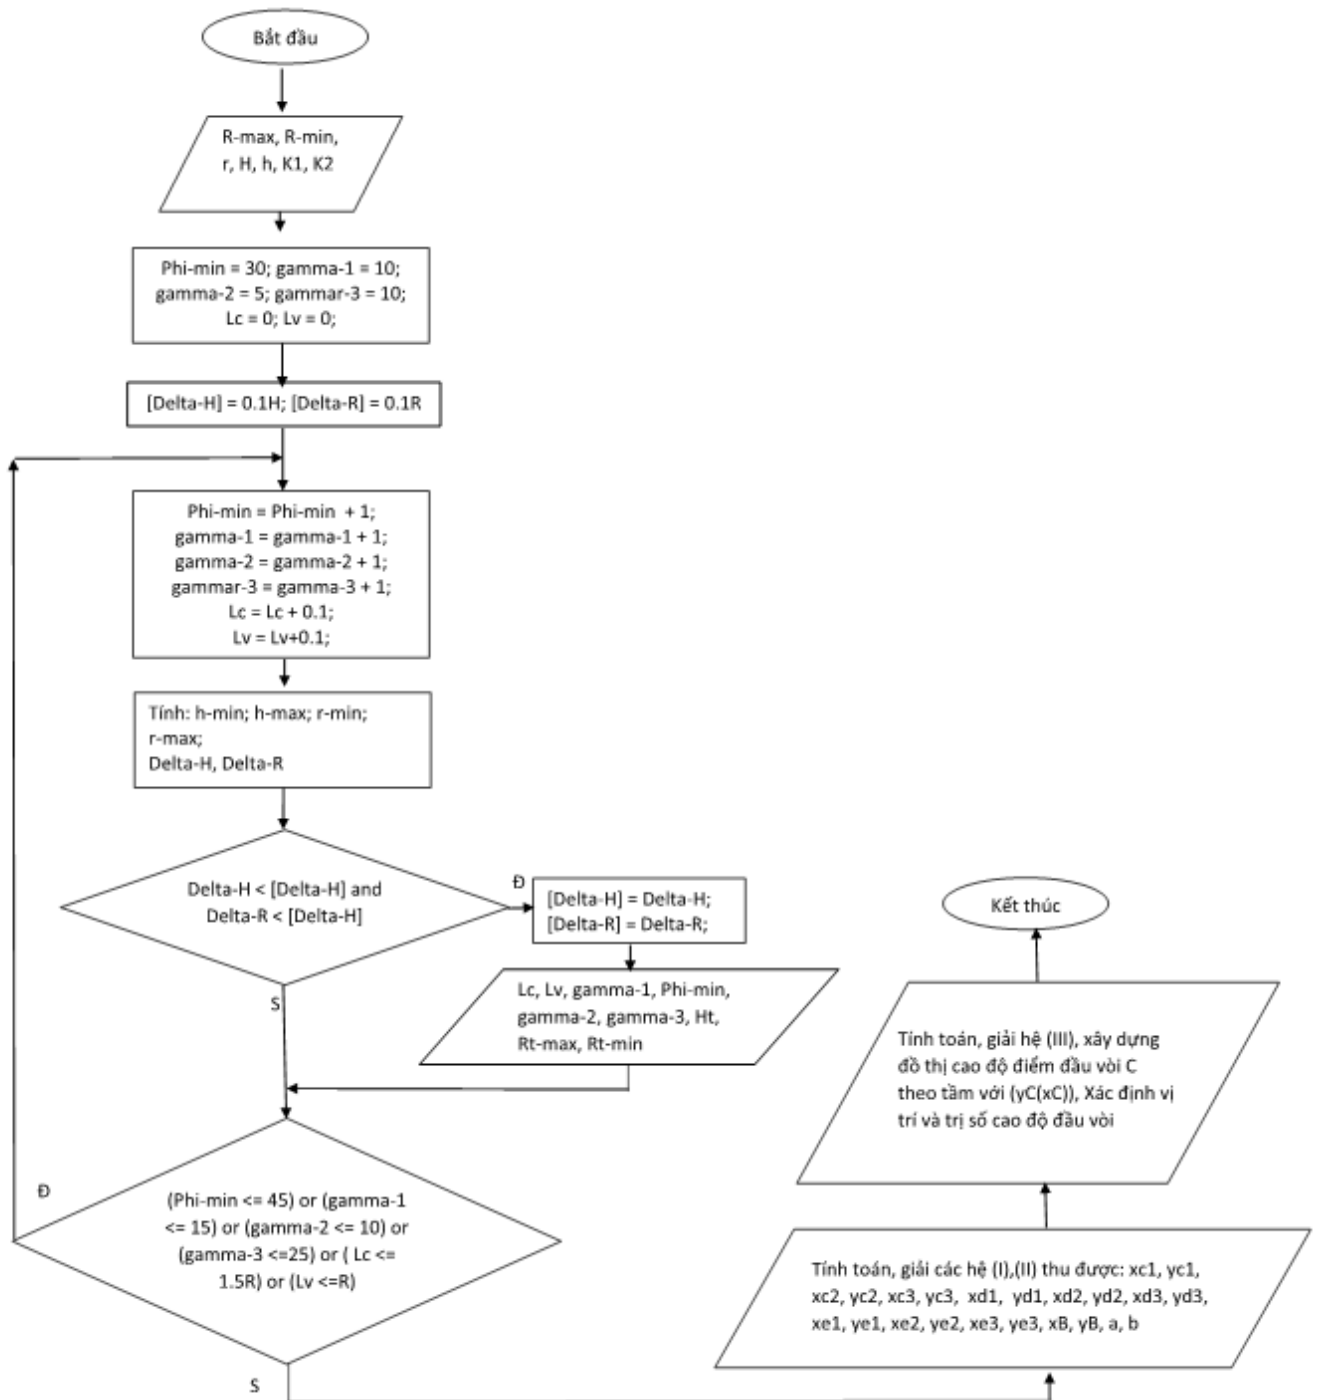 Bắt đầu
R-max, R-min,
r, H, h, K1, K2
Phi-min = 30; gamma-1 = 10;
gamma-2 = 5; gammar-3 = 10;
Lc = 0; Lv = 0;
[Delta-H] = 0.1H; [Delta-R] = 0.1R
Phi-min = Phi-min + 1;
gamma-1 = gamma-1 + 1;
gamma-2 = gamma-2 + 1;
gammar-3 = gamma-3 + 1;
Lc = Lc + 0.1;
Lv = Lv+0.1;
Tính: h-min; h-max; r-min;
r-max;
Delta-H, Delta-R
Delta-H < [Delta-H] and
Delta-R < [Delta-H]
Đ
[Delta-H] = Delta-H;
[Delta-R] = Delta-R;
Lc, Lv, gamma-1, Phi-min,
gamma-2, gamma-3, Ht,
Rt-max, Rt-min
S
(Phi-min <= 45) or (gamma-1
<= 15) or (gamma-2 <= 10) or
(gamma-3 <=25) or ( Lc <=
1.5R) or (Lv <=R)
Đ
S
Tính toán, giải các hệ (I),(II) thu được: xc1, yc1,
xc2, yc2, xc3, yc3, xd1, yd1, xd2, yd2, xd3, yd3,
xe1, ye1, xe2, ye2, xe3, ye3, xB, yB, a, b
Tính toán, giải hệ (III), xây dựng
đồ thị cao độ điểm đầu vòi C
theo tầm với (yC(xC)), Xác định vị
trí và trị số cao độ đầu vòi
Kết thúc